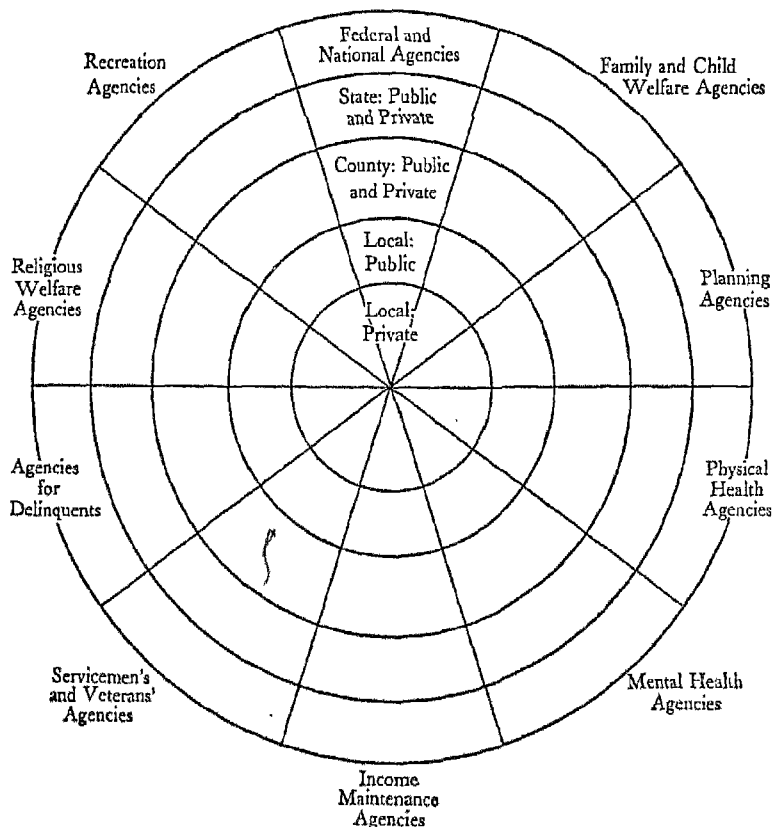 Federal and
National Agencies
State: Public
and Private
County: Public
and Private
Local:
Public
Local:
Private
Family and Child
Welfare Agencies
Planning
Agencies
Physical
Health
Agencies
Mental Health
Agencies
Income
Maintenance
Agencies
Servicemen's
and Veterans'
Agencies
Agencies
for
Delinquents
Religious
Welfare
Agencies
Recreation
Agencies